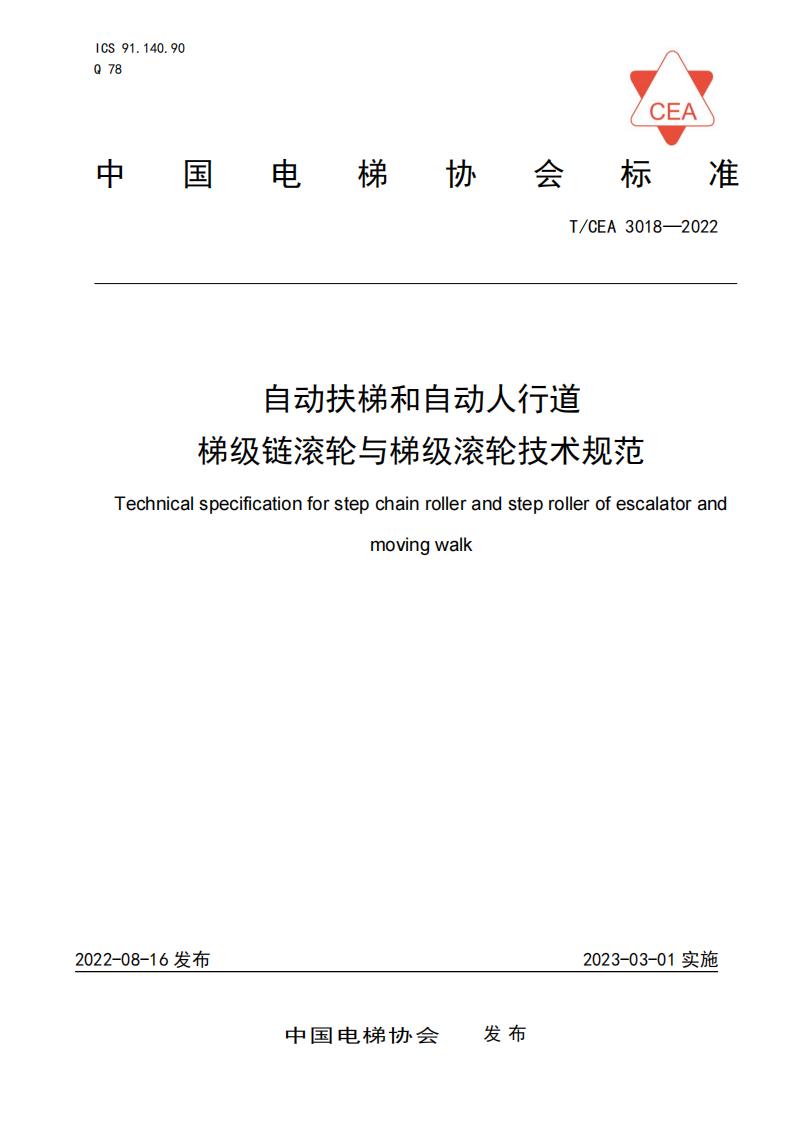 ICS 91.140.90
Q 78
CEA
中国电梯协会标准
T/CEA 3018—2022
自动扶梯和自动人行道
梯级链滚轮与梯级滚轮技术规范
Technical specification for step chain roller and step roller of escalator and
moving walk
2022-08-16 发布 2023-03-01 实施
中国电梯协会 发布